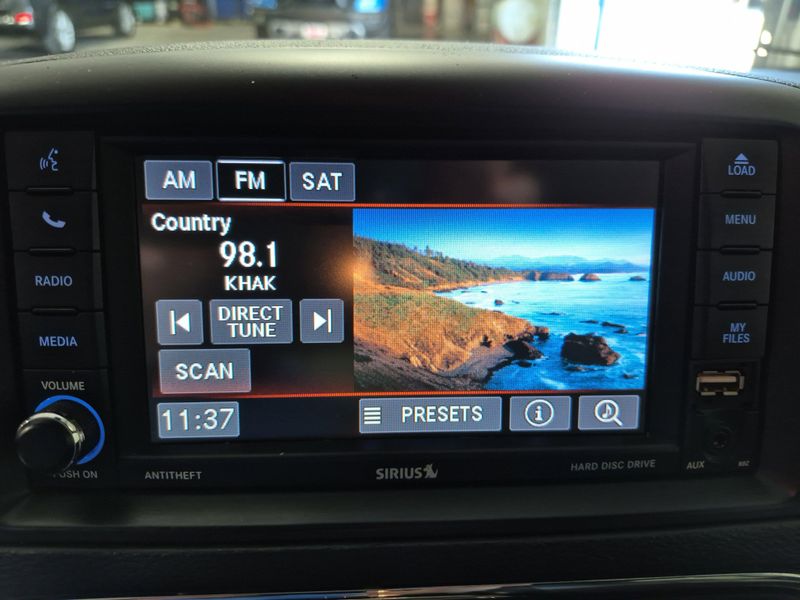 AM FM SAT
Country
98.1
KHAK
DIRECT
TUNE
SCAN
11:37
PRESETS
RADIO
MEDIA
VOLUME
PUSH ON
LOAD
MENU
AUDIO
MY
FILES
ANTITHEFT
SIRIUS
HARD DISC DRIVE
AUX